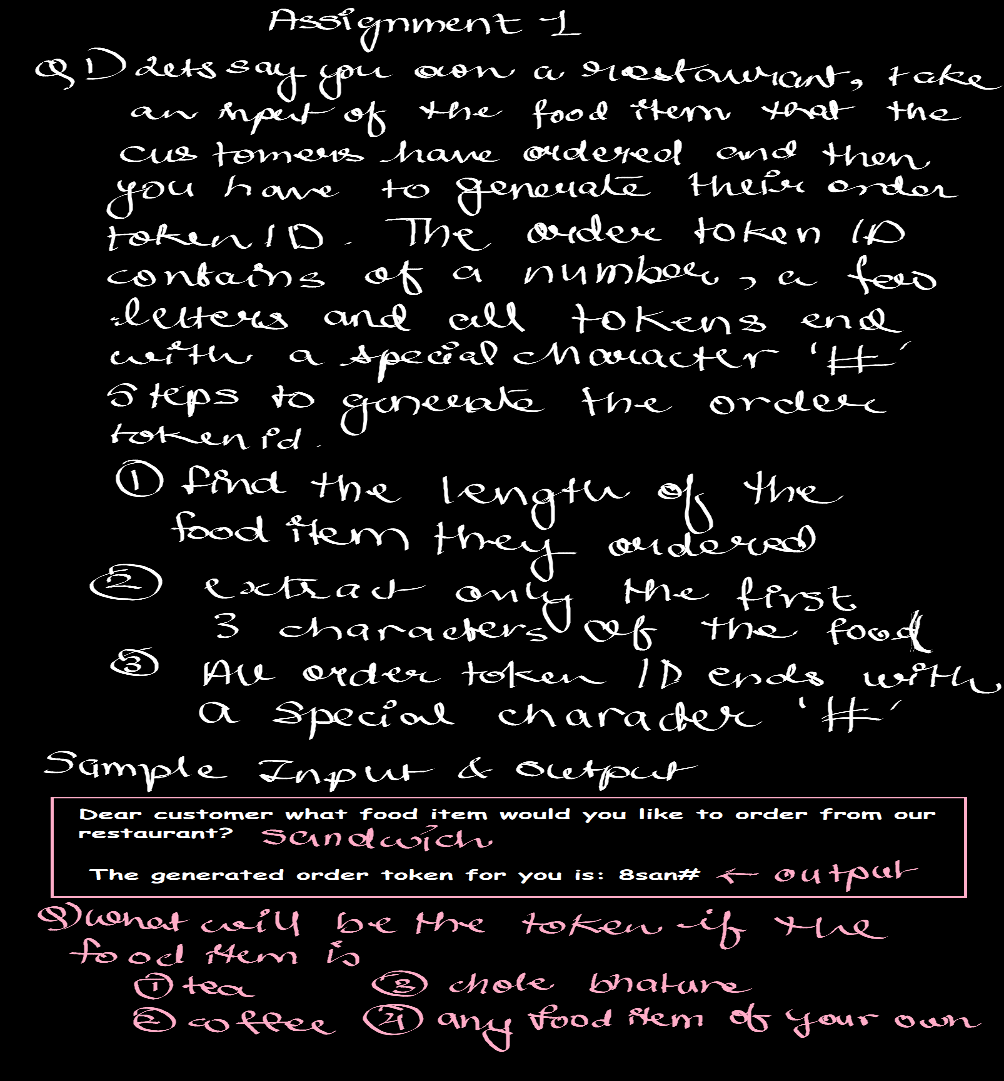 Assignment 1
Q1) Lets say you own a restaurant, take
an input of the food item that the
customers have ordered and then
you have to generate their order
token ID. The order token ID
contains of a number, a few
letters and all tokens end
with a special character '#'
Steps to generate the order
token id.
① find the length of the
food item they ordered
② extract only the first
3 characters of the food
③ All order token ID ends with
a special character '#'
Sample Input & Output
Dear customer what food item would you like to order from our
restaurant? sandwich
The generated order token for you is: 8san# ← output
Q) what will be the token if the
food item is
① tea ③ chole bhature
② coffee ④ any food item of your own